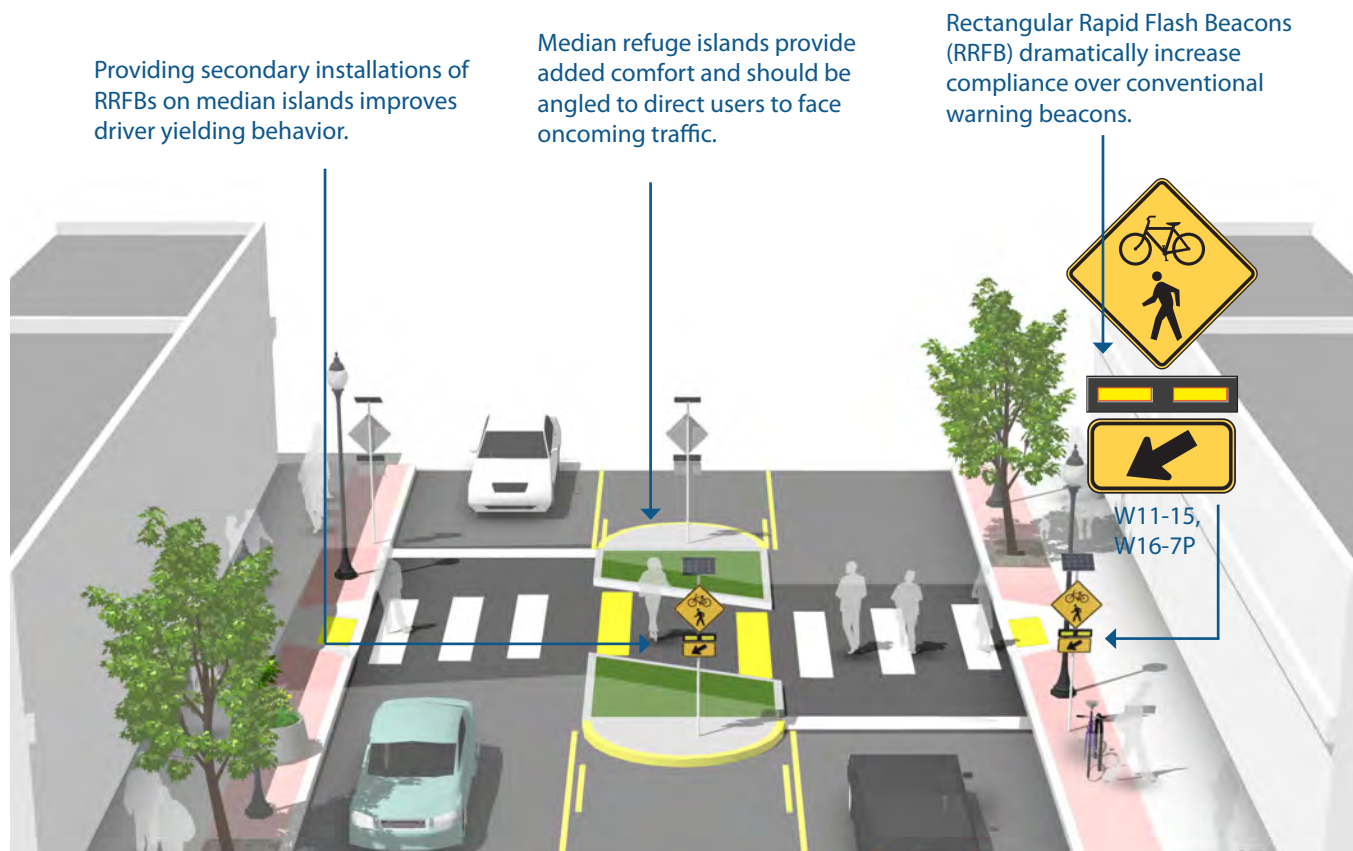 Providing secondary installations of
RRFBs on median islands improves
driver yielding behavior.
Median refuge islands provide
added comfort and should be
angled to direct users to face
oncoming traffic.
Rectangular Rapid Flash Beacons
(RRFB) dramatically increase
compliance over conventional
warning beacons.
W11-15,
W16-7P